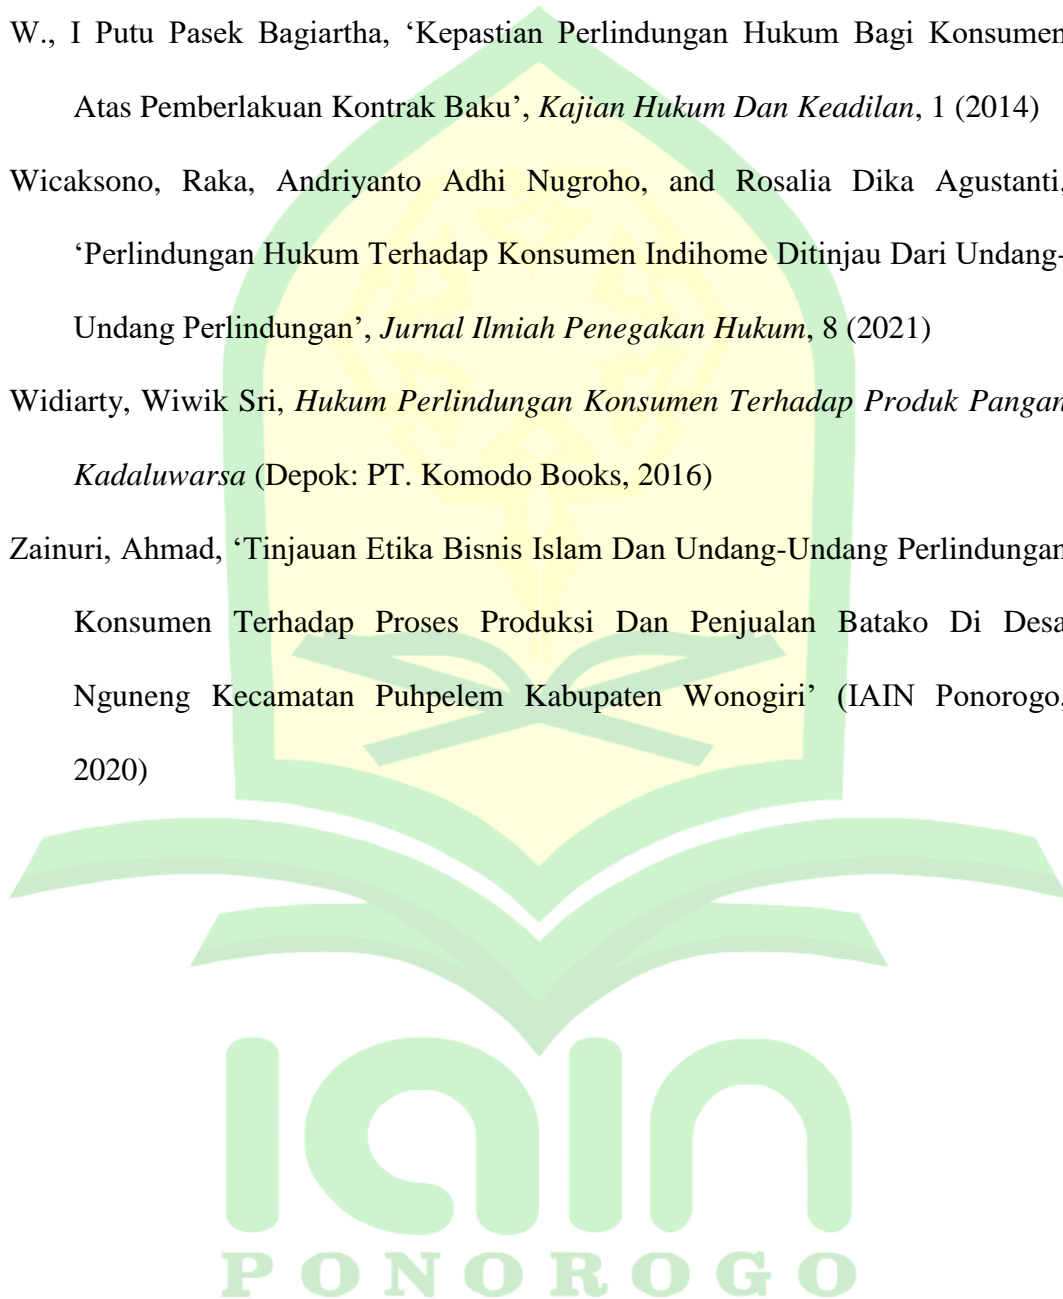 W., I Putu Pasek Bagiartha, ‘Kepastian Perlindungan Hukum Bagi Konsumen
Atas Pemberlakuan Kontrak Baku’, Kajian Hukum Dan Keadilan, 1 (2014)
Wicaksono, Raka, Andriyanto Adhi Nugroho, and Rosalia Dika Agustanti,
‘Perlindungan Hukum Terhadap Konsumen Indihome Ditinjau Dari Undang-
Undang Perlindungan’, Jurnal Ilmiah Penegakan Hukum, 8 (2021)
Widiarty, Wiwik Sri, Hukum Perlindungan Konsumen Terhadap Produk Pangan
Kadaluwarsa (Depok: PT. Komodo Books, 2016)
Zainuri, Ahmad, ‘Tinjauan Etika Bisnis Islam Dan Undang-Undang Perlindungan
Konsumen Terhadap Proses Produksi Dan Penjualan Batako Di Desa
Nguneng Kecamatan Puhpelem Kabupaten Wonogiri’ (IAIN Ponorogo,
2020)
IAIN
PONOROGO